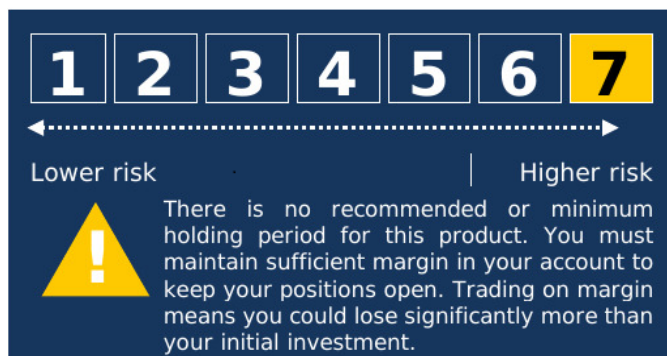 1 2 3 4 5 6 7
Lower risk Higher risk
!
There is no recommended or minimum
holding period for this product. You must
maintain sufficient margin in your account to
keep your positions open. Trading on margin
means you could lose significantly more than
your initial investment.